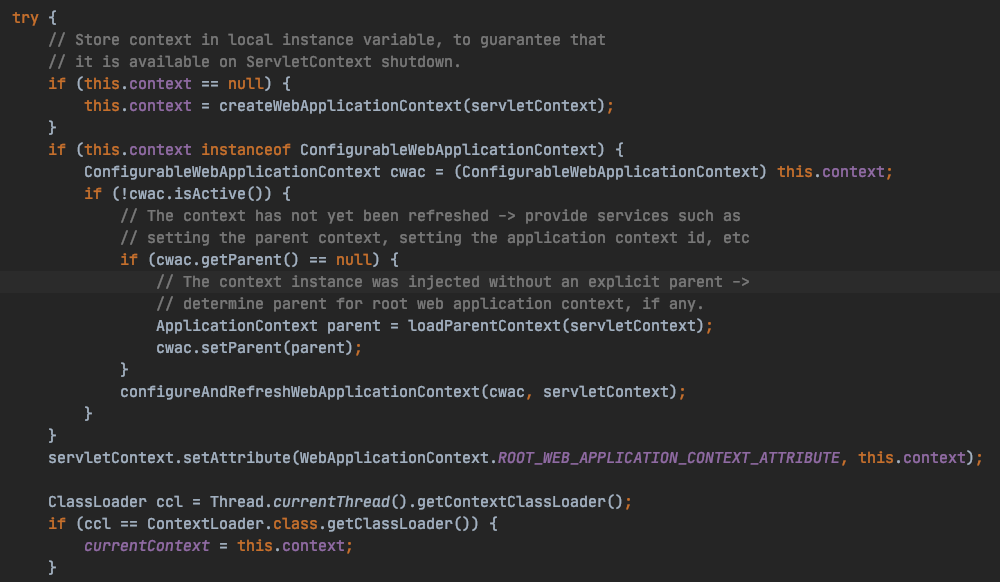 try {
// Store context in local instance variable, to guarantee that
// it is available on ServletContext shutdown.
if (this.context == null) {
this.context = createWebApplicationContext(servletContext);
}
if (this.context instanceof ConfigurableWebApplicationContext) {
ConfigurableWebApplicationContext cwac = (ConfigurableWebApplicationContext) this.context;
if (!cwac.isActive()) {
// The context has not yet been refreshed -> provide services such as
// setting the parent context, setting the application context id, etc
if (cwac.getParent() == null) {
// The context instance was injected without an explicit parent ->
// determine parent for root web application context, if any.
ApplicationContext parent = loadParentContext(servletContext);
cwac.setParent(parent);
}
configureAndRefreshWebApplicationContext(cwac, servletContext);
}
}
servletContext.setAttribute(WebApplicationContext.ROOT_WEB_APPLICATION_CONTEXT_ATTRIBUTE, this.context);
ClassLoader ccl = Thread.currentThread().getContextClassLoader();
if (ccl == ContextLoader.class.getClassLoader()) {
currentContext = this.context;
}